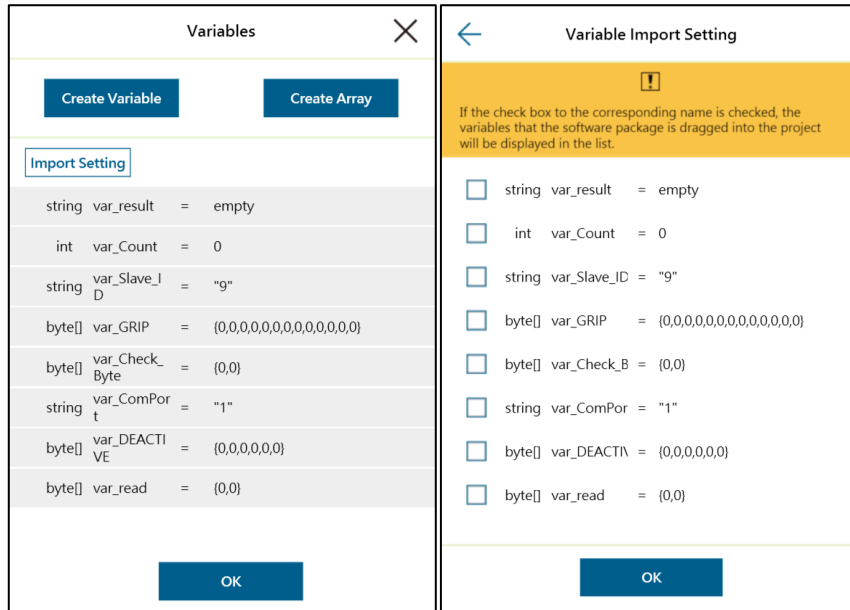 Variables
Create Variable Create Array
Import Setting
string var_result = empty
int var_Count = 0
string var_Slave_I
D = "9"
byte[] var_GRIP = {0,0,0,0,0,0,0,0,0,0,0,0,0}
byte[] var_Check_
Byte = {0,0}
string var_ComPor
t = "1"
byte[] var_DEACTI
VE = {0,0,0,0,0,0}
byte[] var_read = {0,0}
OK
Variable Import Setting
If the check box to the corresponding name is checked, the
variables that the software package is dragged into the project
will be displayed in the list.
string var_result = empty
int var_Count = 0
string var_Slave_ID = "9"
byte[] var_GRIP = {0,0,0,0,0,0,0,0,0,0,0,0,0}
byte[] var_Check_B = {0,0}
string var_ComPor = "1"
byte[] var_DEACTI\ = {0,0,0,0,0,0}
byte[] var_read = {0,0}
OK